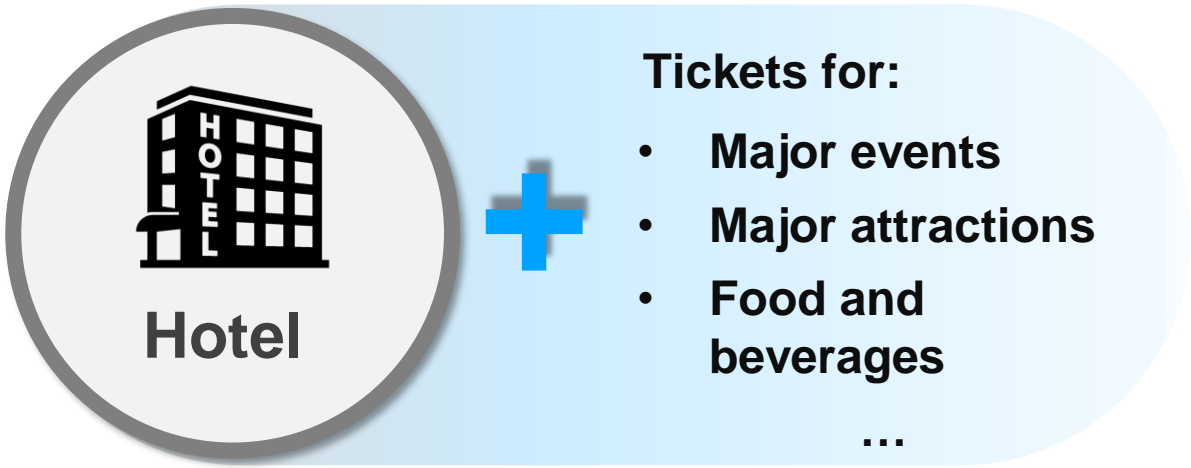 HOTEL
Hotel
Tickets for:
• Major events
• Major attractions
• Food and
beverages
…